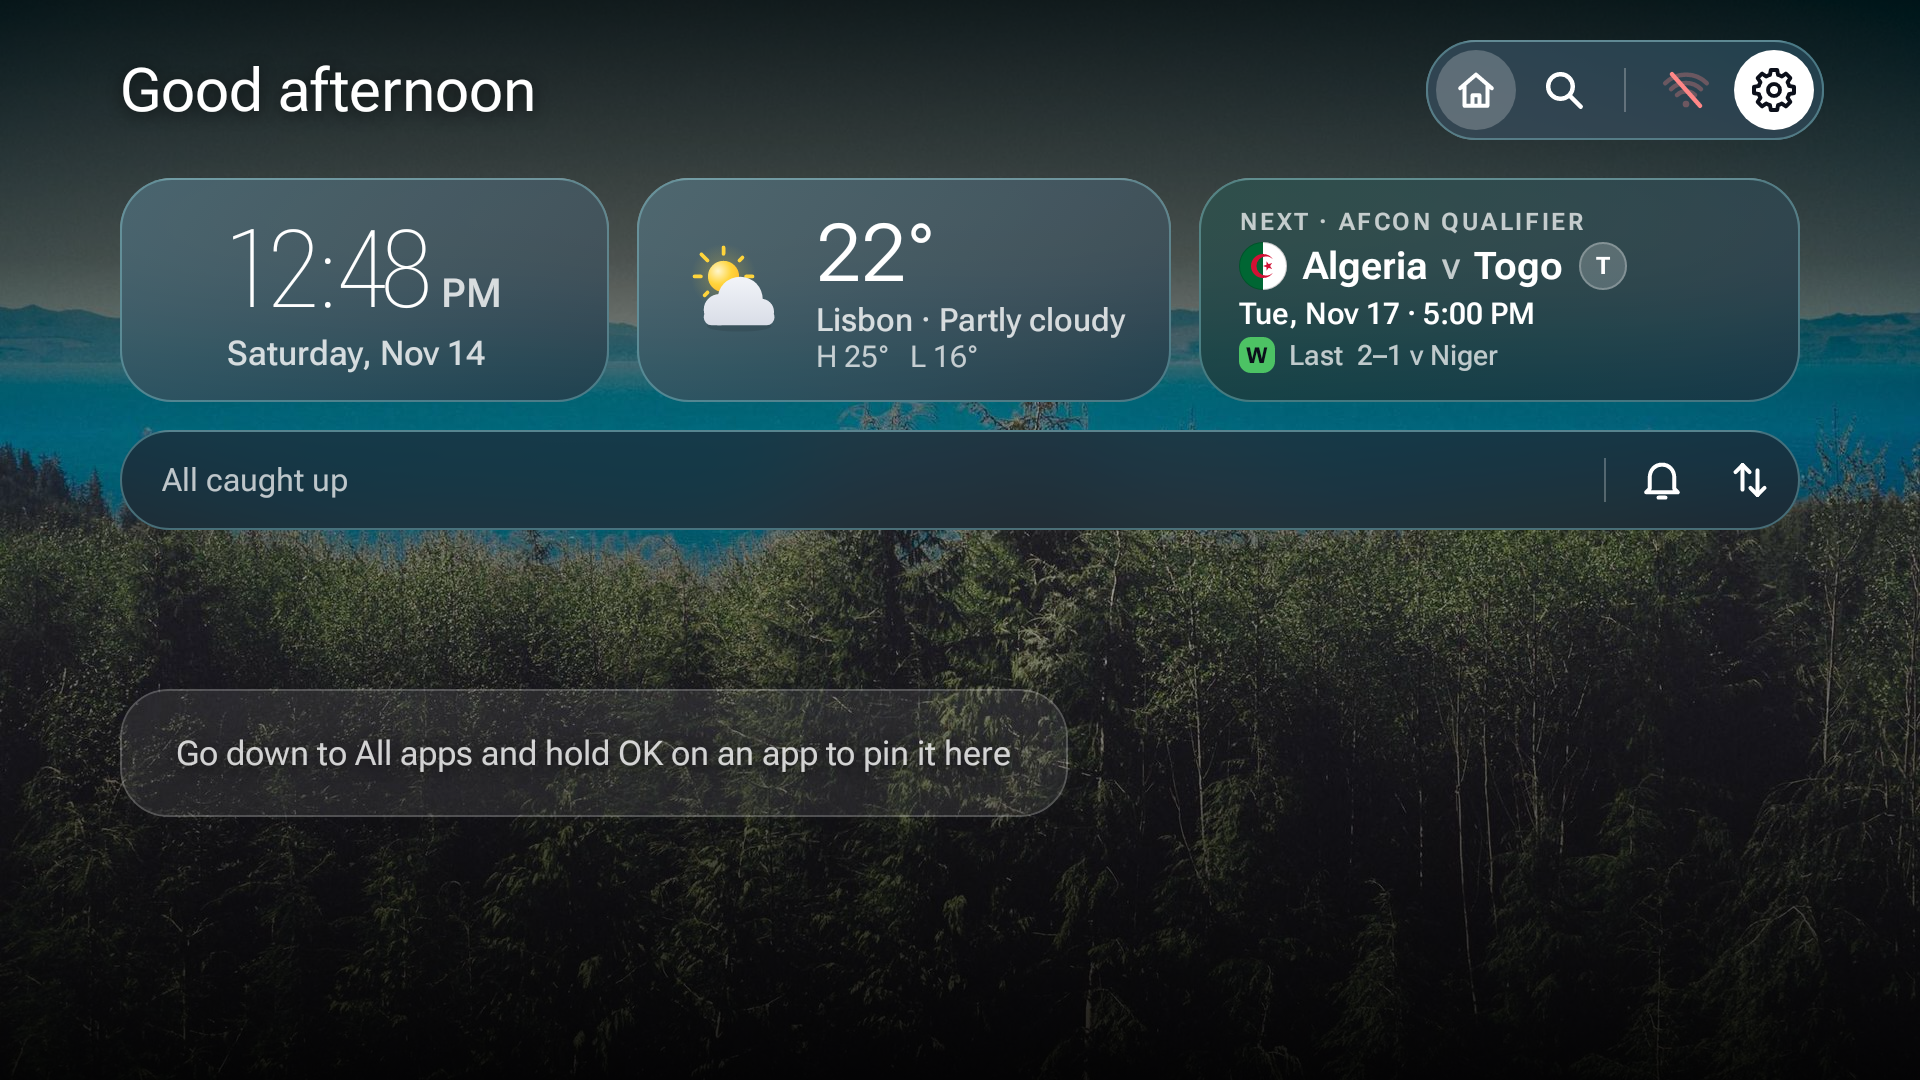 Good afternoon
12:48 PM
Saturday, Nov 14
22°
Lisbon · Partly cloudy
H 25° L 16°
NEXT · AFCON QUALIFIER
Algeria v Togo T
Tue, Nov 17 · 5:00 PM
W Last 2–1 v Niger
All caught up
Go down to All apps and hold OK on an app to pin it here